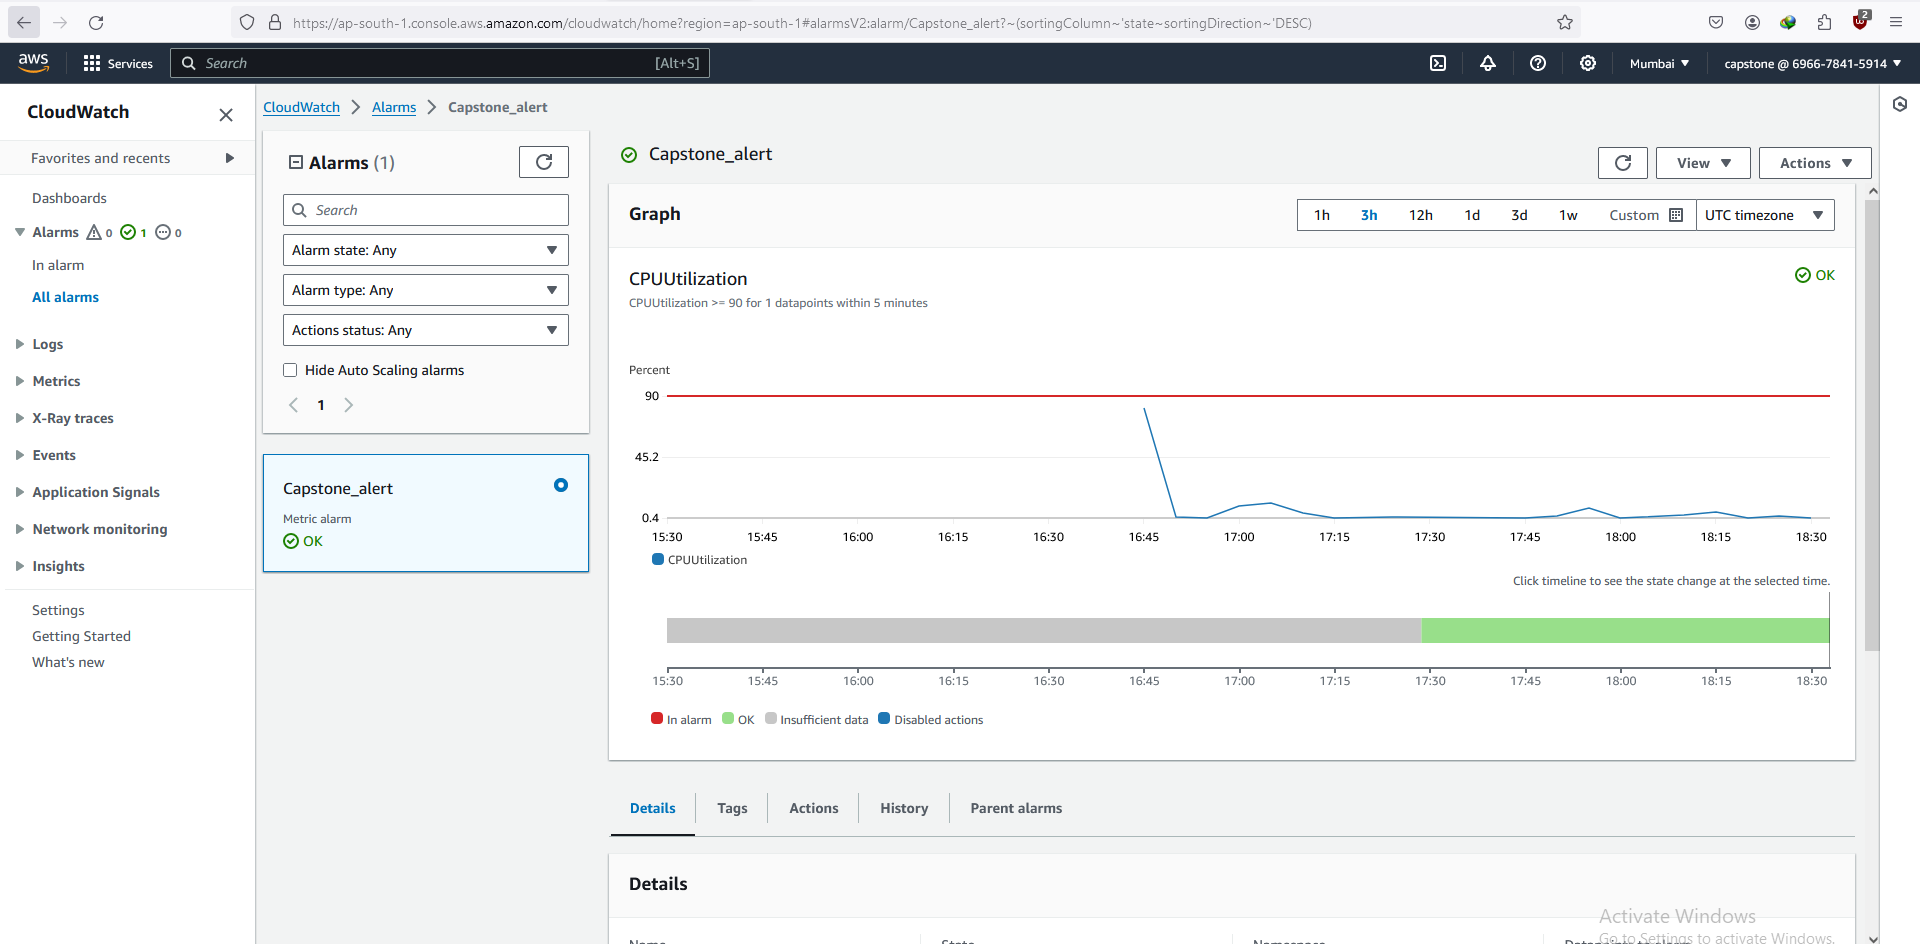 https://ap-south-1.console.aws.amazon.com/cloudwatch/home?region=ap-south-1#alarmsV2:alarm/Capstone_alert?~(sortingColumn~'state~sortingDirection~'DESC)
2
aws
Services
Search
[Alt+S]
Mumbai
capstone @ 6966-7841-5914
CloudWatch
Favorites and recents
Dashboards
Alarms 0 1 0
In alarm
All alarms
Logs
Metrics
X-Ray traces
Events
Application Signals
Network monitoring
Insights
Settings
Getting Started
What's new
CloudWatch
Alarms
Capstone_alert
Alarms (1)
Search
Alarm state: Any
Alarm type: Any
Actions status: Any
Hide Auto Scaling alarms
1
Capstone_alert
Metric alarm
OK
Capstone_alert
View
Actions
Graph
1h 3h 12h 1d 3d 1w Custom
UTC timezone
CPUUtilization
OK
CPUUtilization >= 90 for 1 datapoints within 5 minutes
Percent
90
45.2
0.4
15:30 15:45 16:00 16:15 16:30 16:45 17:00 17:15 17:30 17:45 18:00 18:15 18:30
CPUUtilization
Click timeline to see the state change at the selected time.
15:30 15:45 16:00 16:15 16:30 16:45 17:00 17:15 17:30 17:45 18:00 18:15 18:30
In alarm OK Insufficient data Disabled actions
Details Tags Actions History Parent alarms
Details
Activate Windows
Go to Settings to activate Windows.
Name
State
Namespace